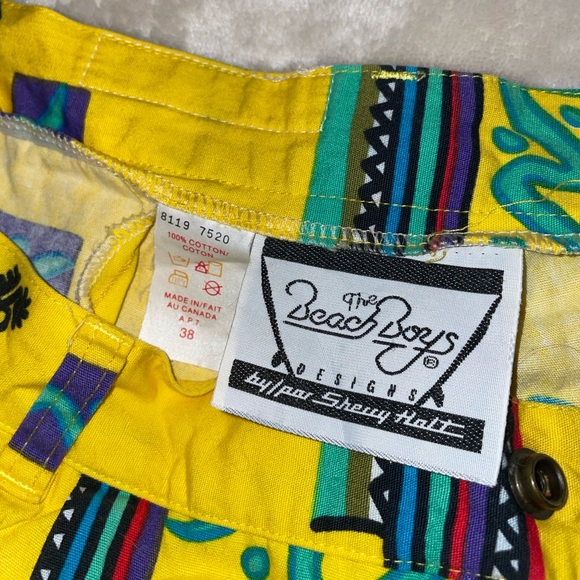 8119 7520
100% COTTON/
COTON
MADE IN/FAIT
AU CANADA
A.P.7
38
The
Beach Boys
®
DESIGNS
by/par Sherry Holt